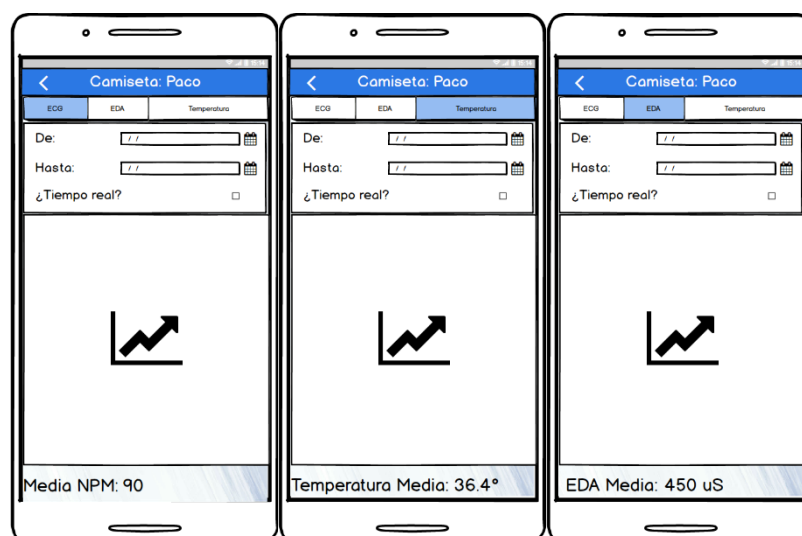 Camiseta: Paco
ECG EDA Temperatura
De: / /
Hasta: / /
¿Tiempo real?
Media NPM: 90
Camiseta: Paco
ECG EDA Temperatura
De: / /
Hasta: / /
¿Tiempo real?
Temperatura Media: 36.4°
Camiseta: Paco
ECG EDA Temperatura
De: / /
Hasta: / /
¿Tiempo real?
EDA Media: 450 uS